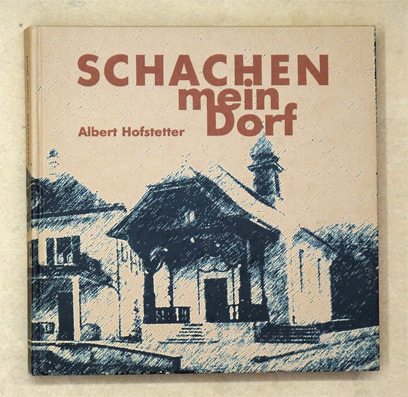 SCHACHEN
mein
Dorf
Albert Hofstetter